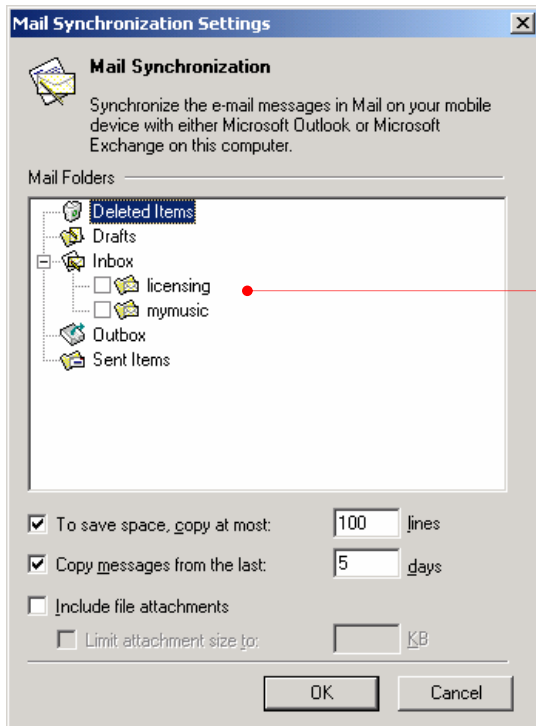 Mail Synchronization Settings
Mail Synchronization
Synchronize the e-mail messages in Mail on your mobile
device with either Microsoft Outlook or Microsoft
Exchange on this computer.
Mail Folders
Deleted Items
Drafts
Inbox
licensing
mymusic
Outbox
Sent Items
To save space, copy at most: 100 lines
Copy messages from the last: 5 days
Include file attachments
Limit attachment size to: KB
OK Cancel